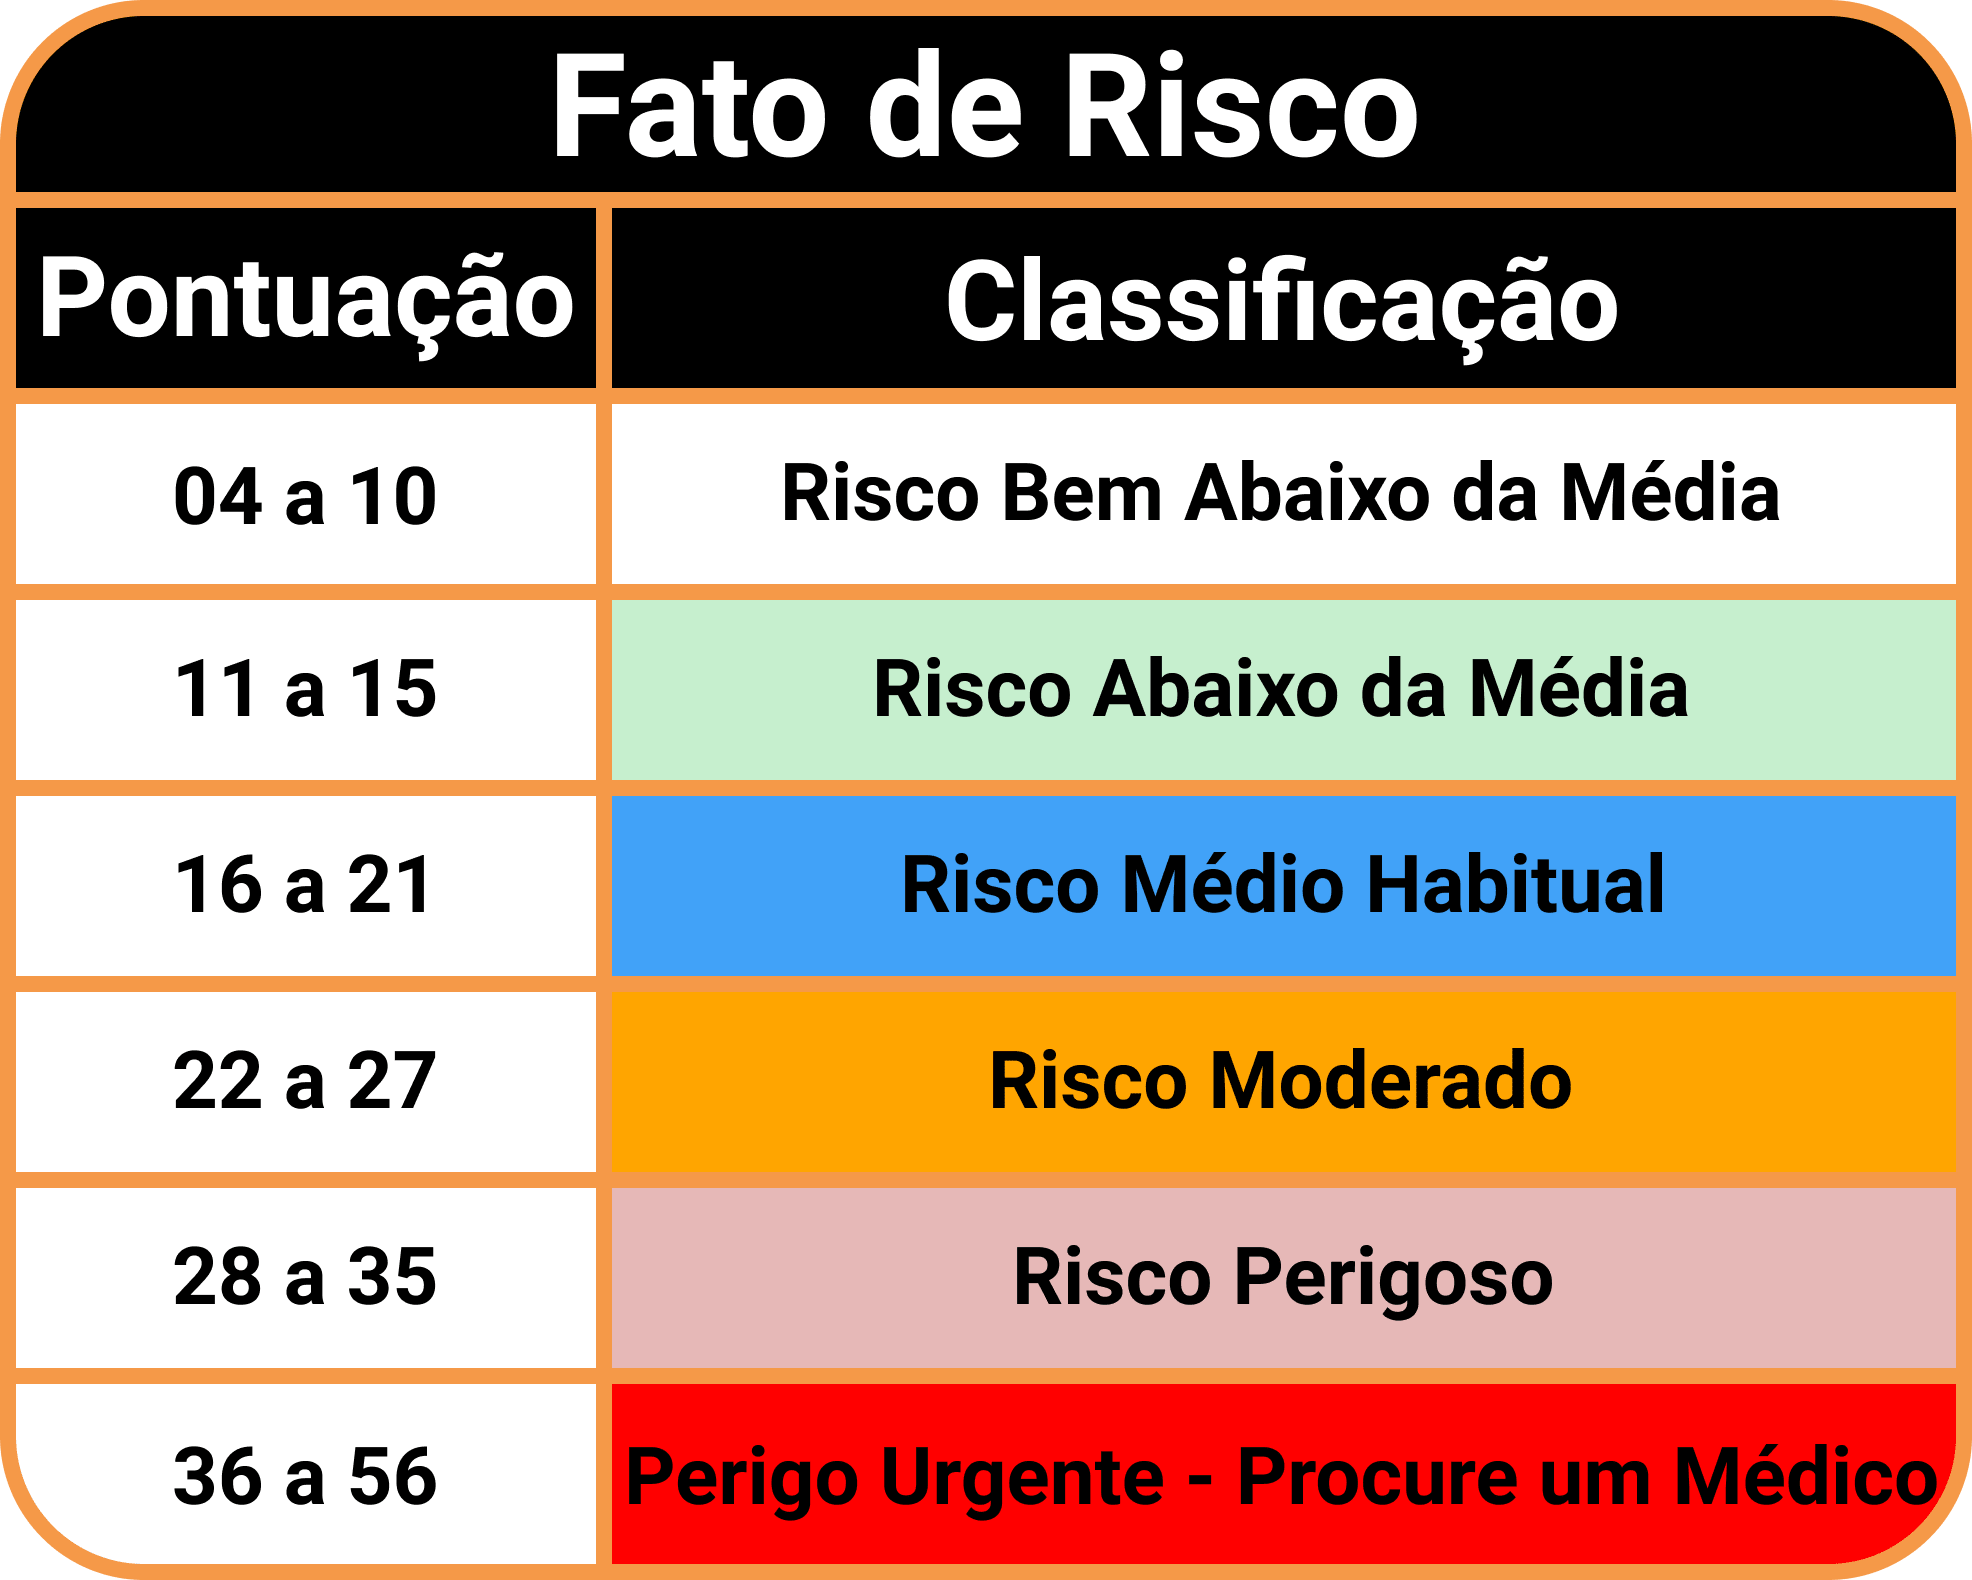 Fato de Risco
Pontuação Classificação
04 a 10 Risco Bem Abaixo da Média
11 a 15 Risco Abaixo da Média
16 a 21 Risco Médio Habitual
22 a 27 Risco Moderado
28 a 35 Risco Perigoso
36 a 56 Perigo Urgente - Procure um Médico